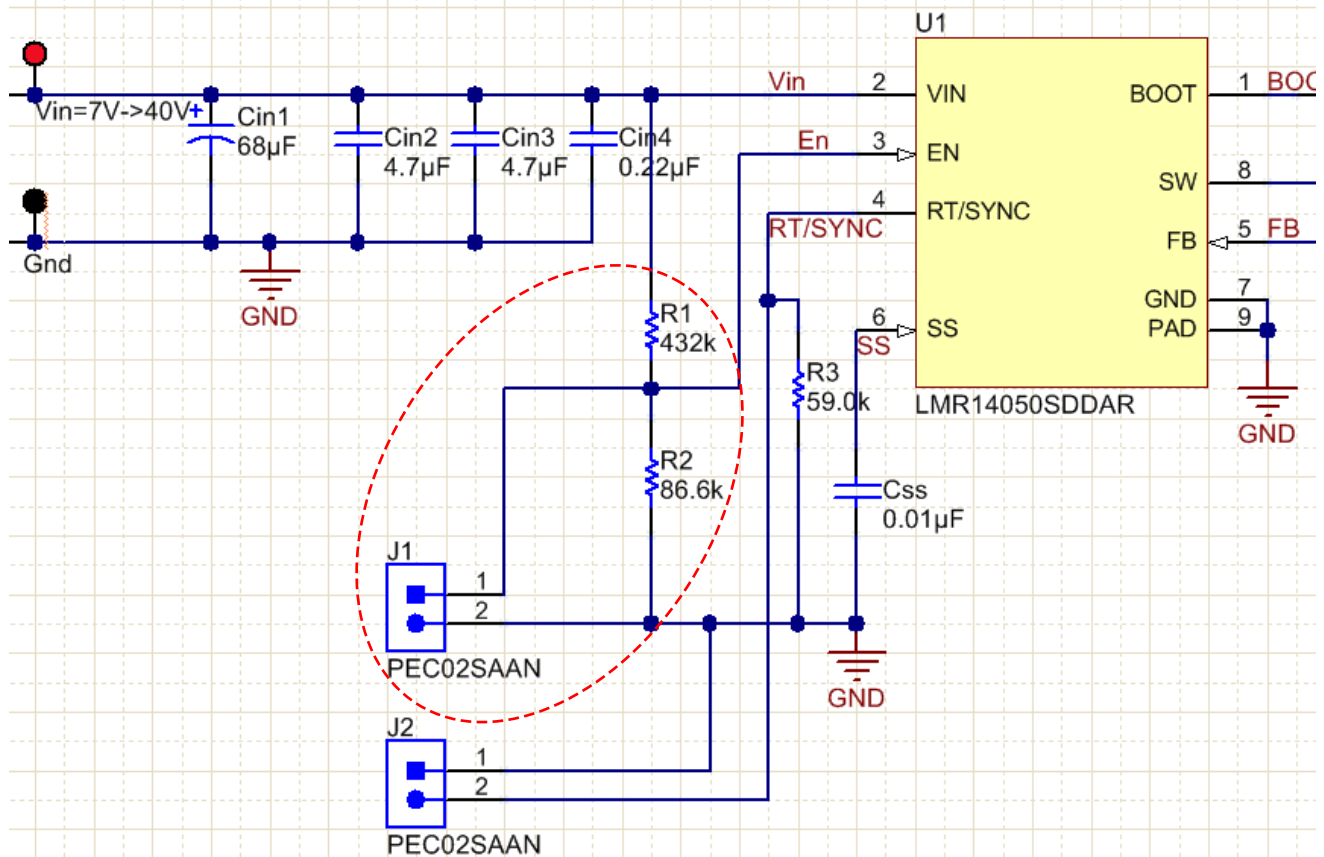 U1
Vin=7V->40V+
Cin1
68µF
Cin2
4.7µF
Cin3
4.7µF
Cin4
0.22µF
Vin
2
VIN
BOOT
1
BOO
En
3
EN
SW
8
4
RT/SYNC
RT/SYNC
FB
5
FB
Gnd
GND
R1
432k
6
SS
SS
GND
7
PAD
9
R3
59.0k
LMR14050SDDAR
GND
R2
86.6k
Css
0.01µF
J1
1
2
PEC02SAAN
GND
J2
1
2
PEC02SAAN